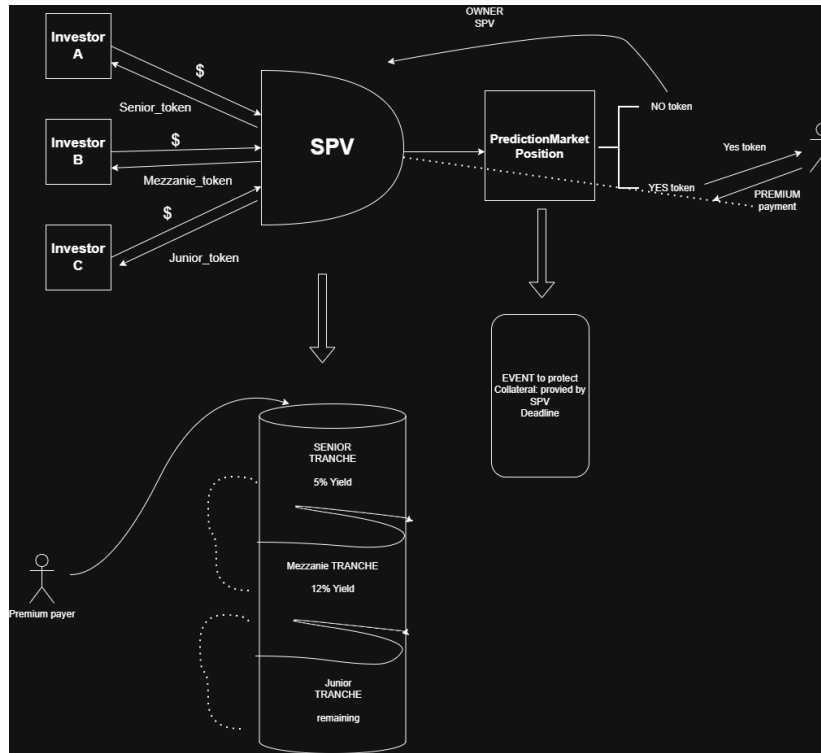 OWNER
SPV
Investor
A
$
Senior_token
Investor
B
$
Mezzanie_token
Investor
C
$
Junior_token
SPV
PredictionMarket
Position
NO token
YES token
Yes token
PREMIUM
payment
EVENT to protect
Collateral: provied by
SPV
Deadline
SENIOR
TRANCHE
5% Yield
Mezzanie TRANCHE
12% Yield
Junior
TRANCHE
remaining
Premium payer